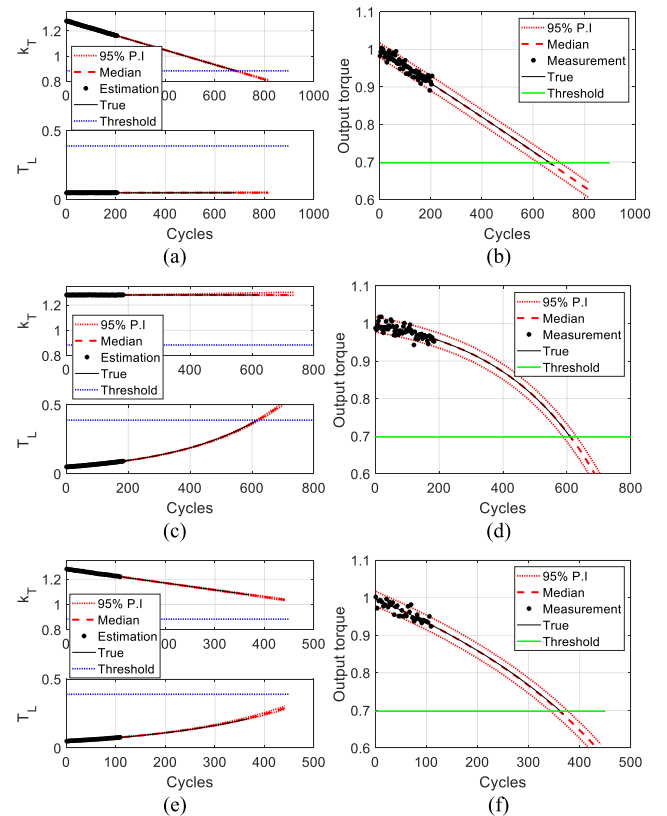 k_T
1.2
1
0.8
0 200 400 600 800 1000
95% P.I
Median
Estimation
True
Threshold
T_L
0.5
0
0 200 400 600 800 1000
Cycles
(a)
Output torque
1.1
1
0.9
0.8
0.7
0.6
0 200 400 600 800 1000
Cycles
95% P.I
Median
Measurement
True
Threshold
(b)
k_T
1.2
1
0.8
0 200 400 600 800
95% P.I
Median
Estimation
True
Threshold
T_L
0.5
0
0 200 400 600 800
Cycles
(c)
Output torque
1.1
1
0.9
0.8
0.7
0.6
0 200 400 600 800
Cycles
95% P.I
Median
Measurement
True
Threshold
(d)
k_T
1.2
1
0.8
0 100 200 300 400 500
95% P.I
Median
Estimation
True
Threshold
T_L
0.5
0
0 100 200 300 400 500
Cycles
(e)
Output torque
1.1
1
0.9
0.8
0.7
0.6
0 100 200 300 400 500
Cycles
95% P.I
Median
Measurement
True
Threshold
(f)